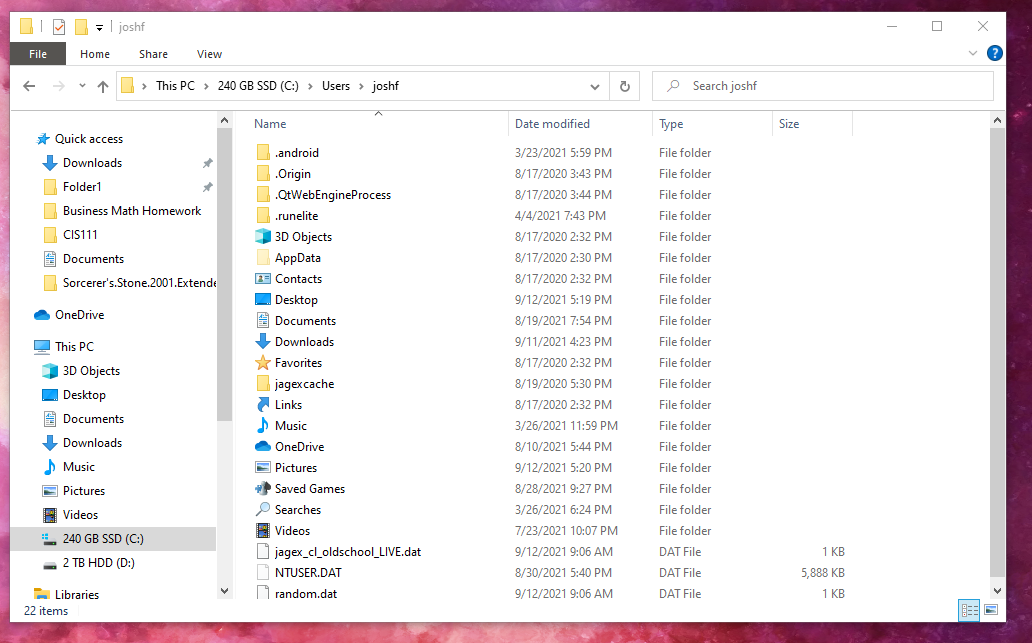 joshf
File Home Share View
This PC 240 GB SSD (C:) Users joshf
Search joshf
Quick access
Downloads
Folder1
Business Math Homework
CIS111
Documents
Sorcerer's.Stone.2001.Extende
OneDrive
This PC
3D Objects
Desktop
Documents
Downloads
Music
Pictures
Videos
240 GB SSD (C:)
2 TB HDD (D:)
Libraries
Name Date modified Type Size
.android 3/23/2021 5:59 PM File folder
.Origin 8/17/2020 3:43 PM File folder
.QtWebEngineProcess 8/17/2020 3:44 PM File folder
.runelite 4/4/2021 7:43 PM File folder
3D Objects 8/17/2020 2:32 PM File folder
AppData 8/17/2020 2:30 PM File folder
Contacts 8/17/2020 2:32 PM File folder
Desktop 9/12/2021 5:19 PM File folder
Documents 8/19/2021 7:54 PM File folder
Downloads 9/11/2021 4:23 PM File folder
Favorites 8/17/2020 2:32 PM File folder
jagexcache 8/19/2020 5:30 PM File folder
Links 8/17/2020 2:32 PM File folder
Music 3/26/2021 11:59 PM File folder
OneDrive 8/10/2021 5:44 PM File folder
Pictures 9/12/2021 5:20 PM File folder
Saved Games 8/28/2021 9:27 PM File folder
Searches 3/26/2021 6:24 PM File folder
Videos 7/23/2021 10:07 PM File folder
jagex_cl_oldschool_LIVE.dat 9/12/2021 9:06 AM DAT File 1 KB
NTUSER.DAT 8/30/2021 5:40 PM DAT File 5,888 KB
random.dat 9/12/2021 9:06 AM DAT File 1 KB
22 items